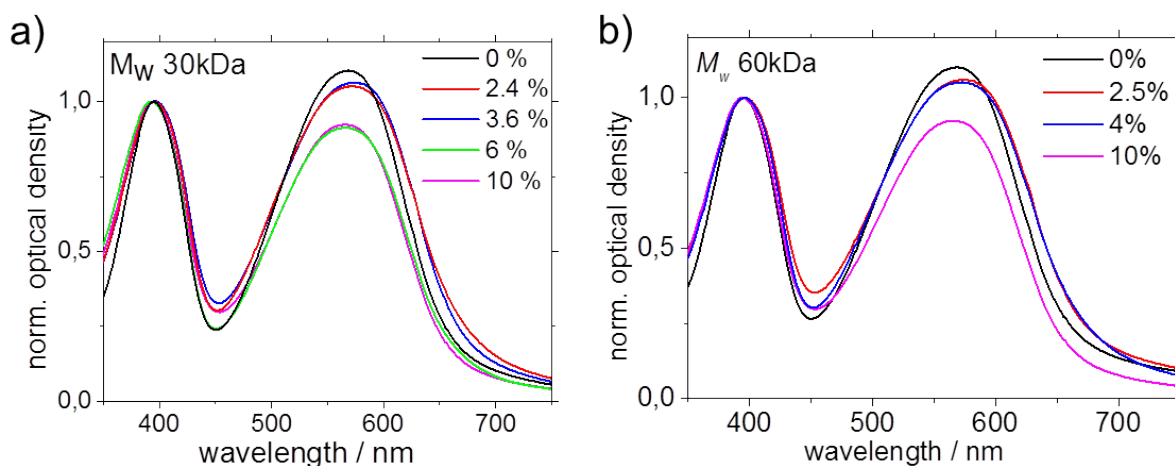 a)
M_W 30kDa
0 %
2.4 %
3.6 %
6 %
10 %
norm. optical density
1,0
0,5
0,0
400 500 600 700
wavelength / nm
b)
M_w 60kDa
0%
2.5%
4%
10%
norm. optical density
1,0
0,5
0,0
400 500 600 700
wavelength / nm